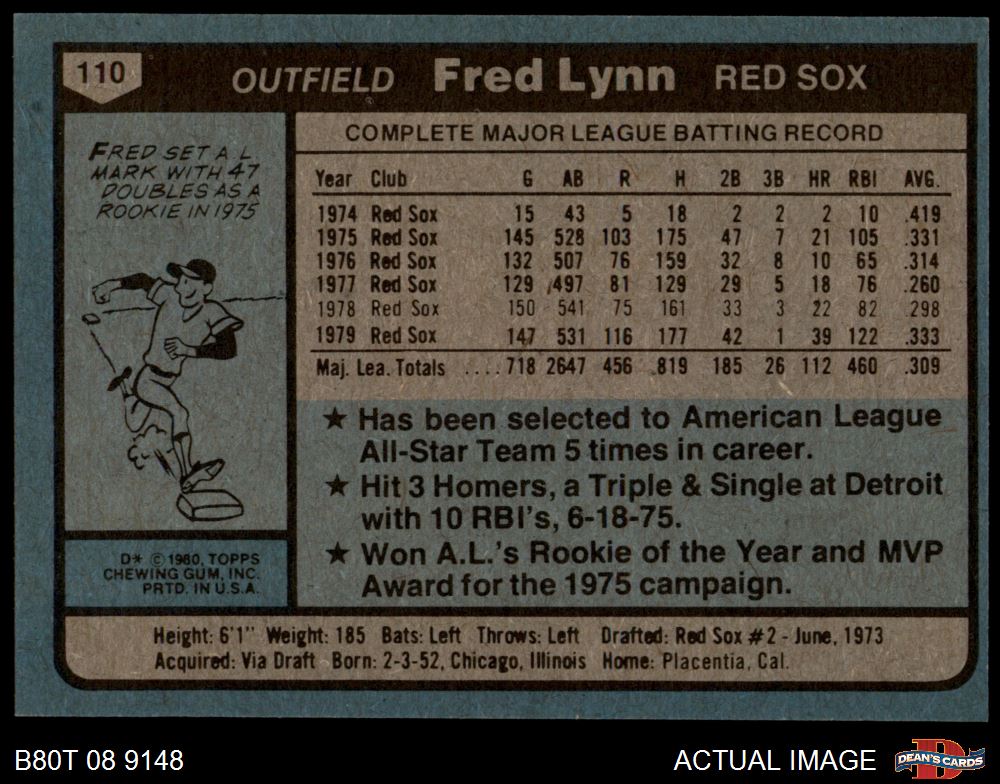 110 OUTFIELD Fred Lynn RED SOX
FRED SET A.L.
MARK WITH 47
DOUBLES AS A
ROOKIE IN 1975
D* © 1980, TOPPS
CHEWING GUM, INC.
PRTD. IN U.S.A.
COMPLETE MAJOR LEAGUE BATTING RECORD
Year Club G AB R H 2B 3B HR RBI AVG.
1974 Red Sox 15 43 5 18 2 2 2 10 .419
1975 Red Sox 145 528 103 175 47 7 21 105 .331
1976 Red Sox 132 507 76 159 32 8 10 65 .314
1977 Red Sox 129 497 81 129 29 5 18 76 .260
1978 Red Sox 150 541 75 161 33 3 22 82 .298
1979 Red Sox 147 531 116 177 42 1 39 122 .333
Maj. Lea. Totals ....718 2647 456 819 185 26 112 460 .309
★ Has been selected to American League
All-Star Team 5 times in career.
★ Hit 3 Homers, a Triple & Single at Detroit
with 10 RBI's, 6-18-75.
★ Won A.L.'s Rookie of the Year and MVP
Award for the 1975 campaign.
Height: 6'1" Weight: 185 Bats: Left Throws: Left Drafted: Red Sox #2 - June, 1973
Acquired: Via Draft Born: 2-3-52, Chicago, Illinois Home: Placentia, Cal.
B80T 08 9148 ACTUAL IMAGE DEAN'S CARDS